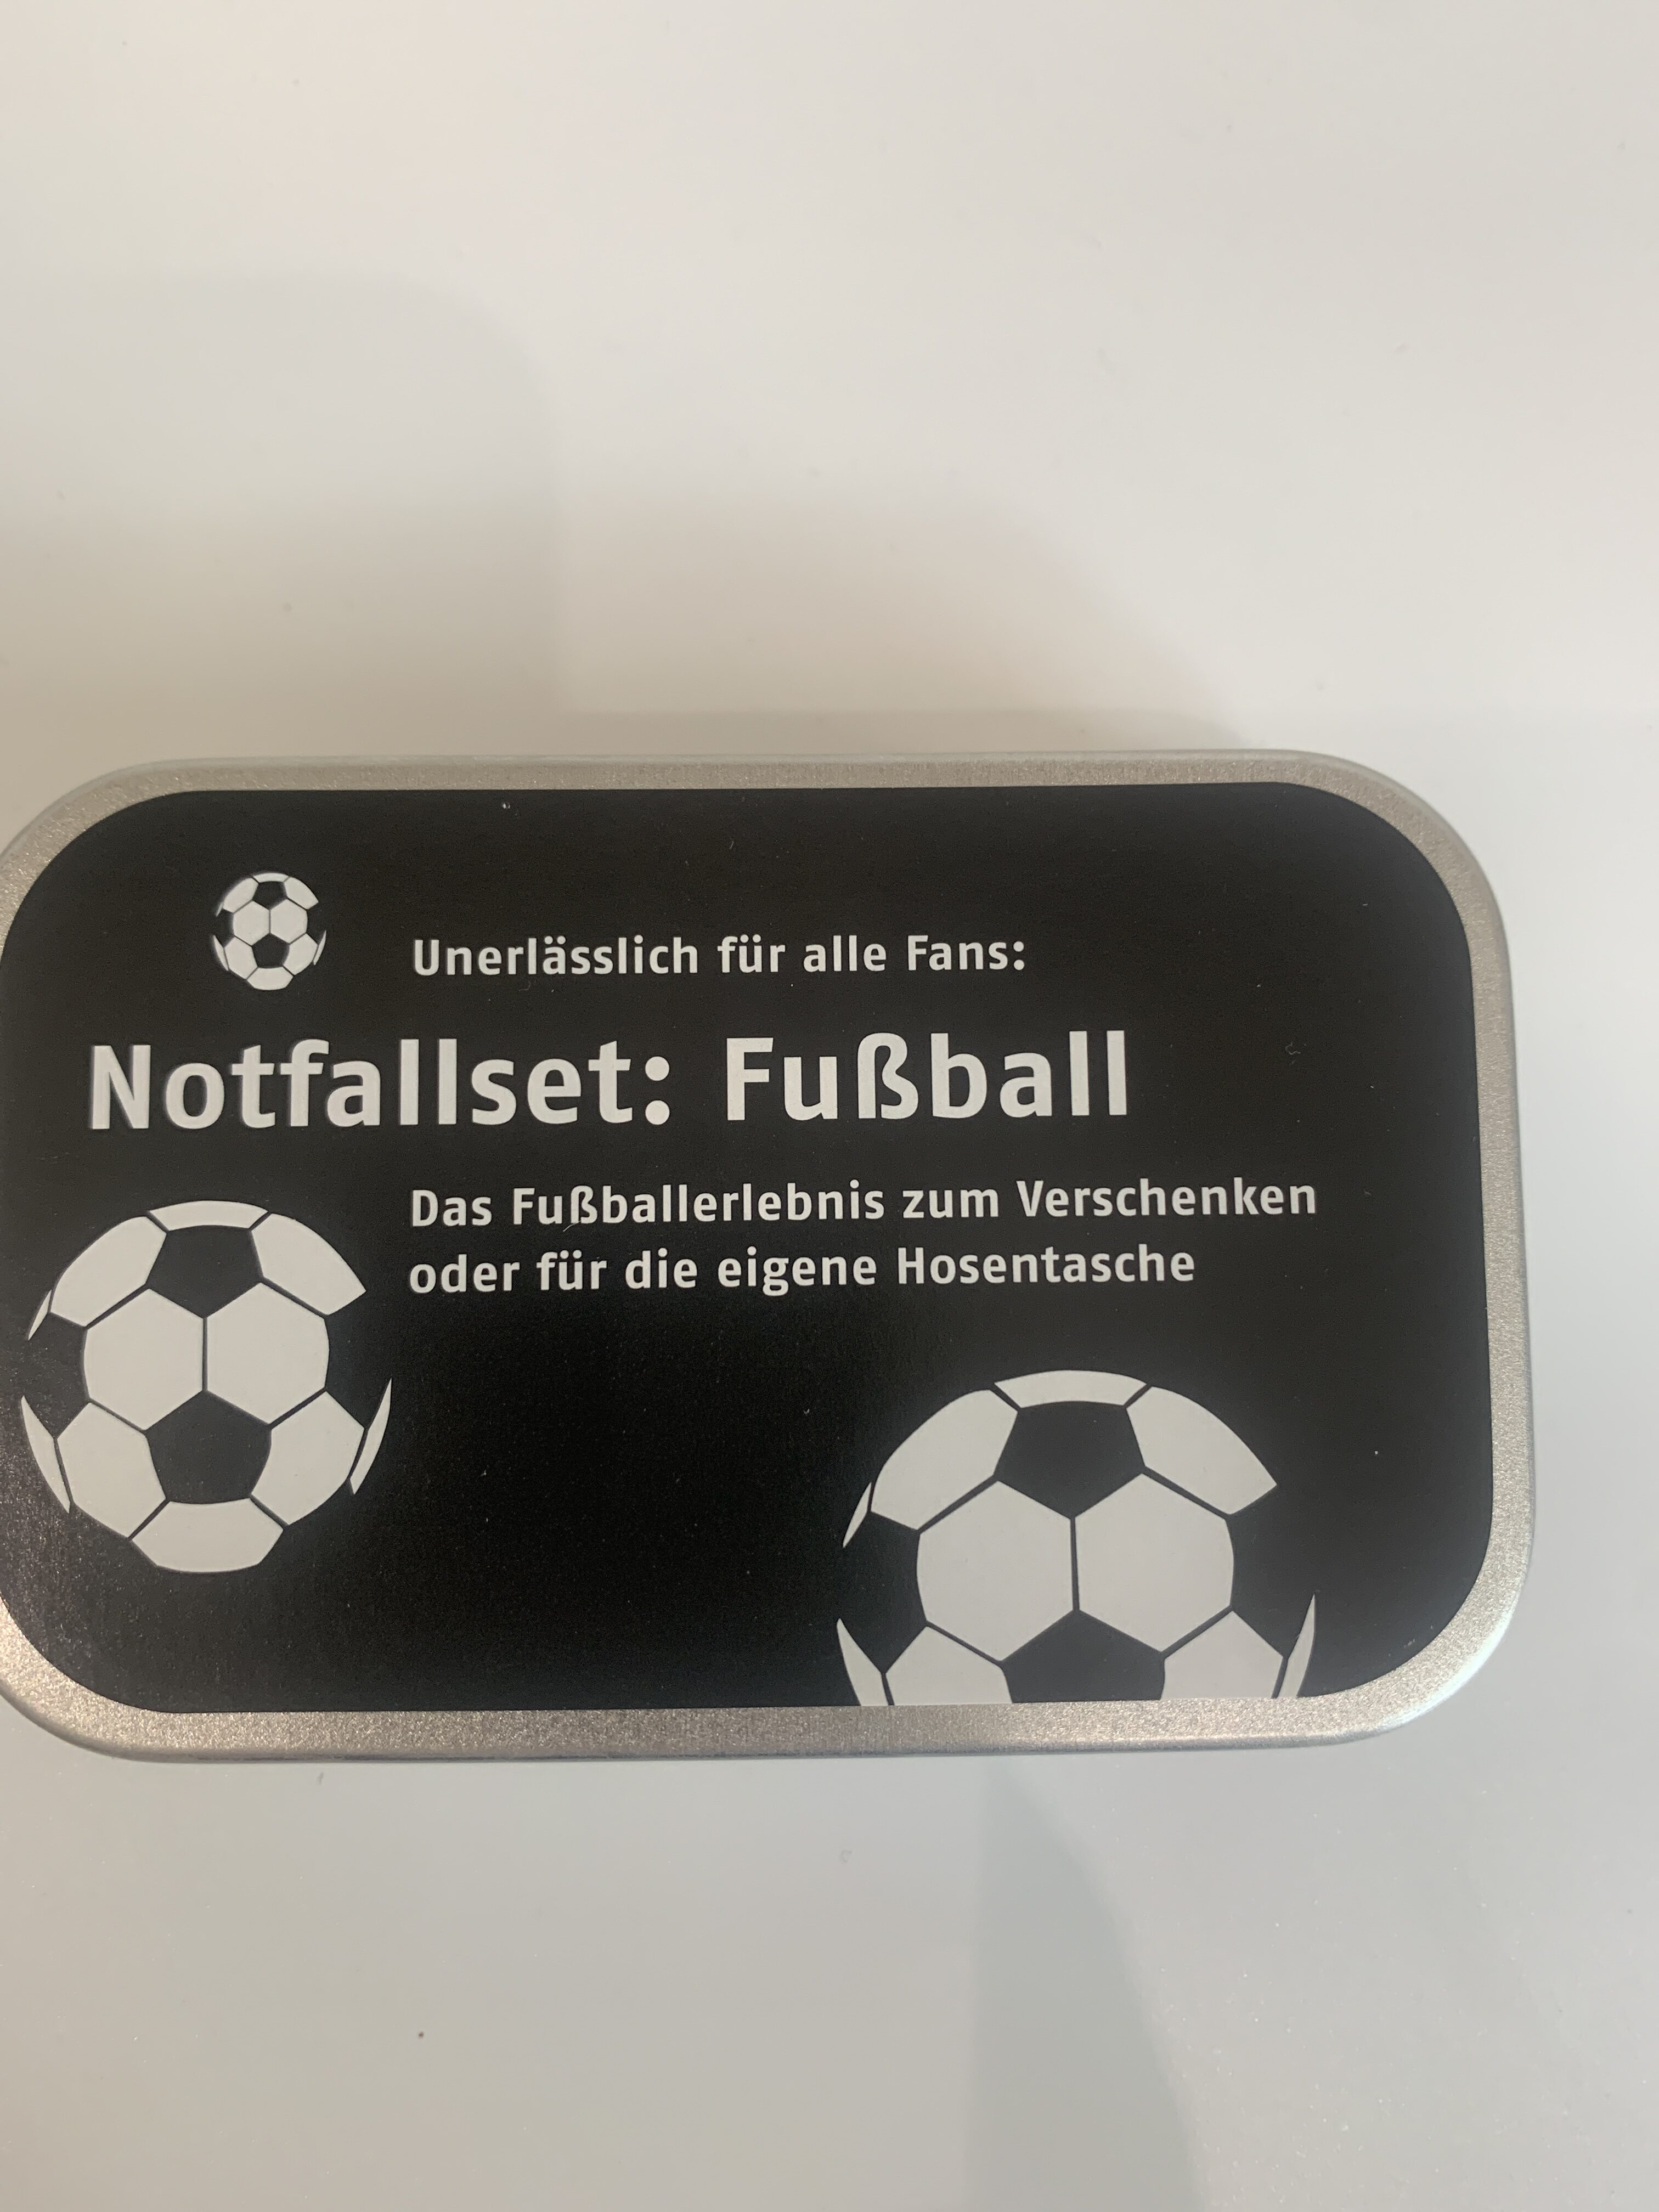 Unerlässlich für alle Fans:
Notfallset: Fußball
Das Fußballerlebnis zum Verschenken
oder für die eigene Hosentasche